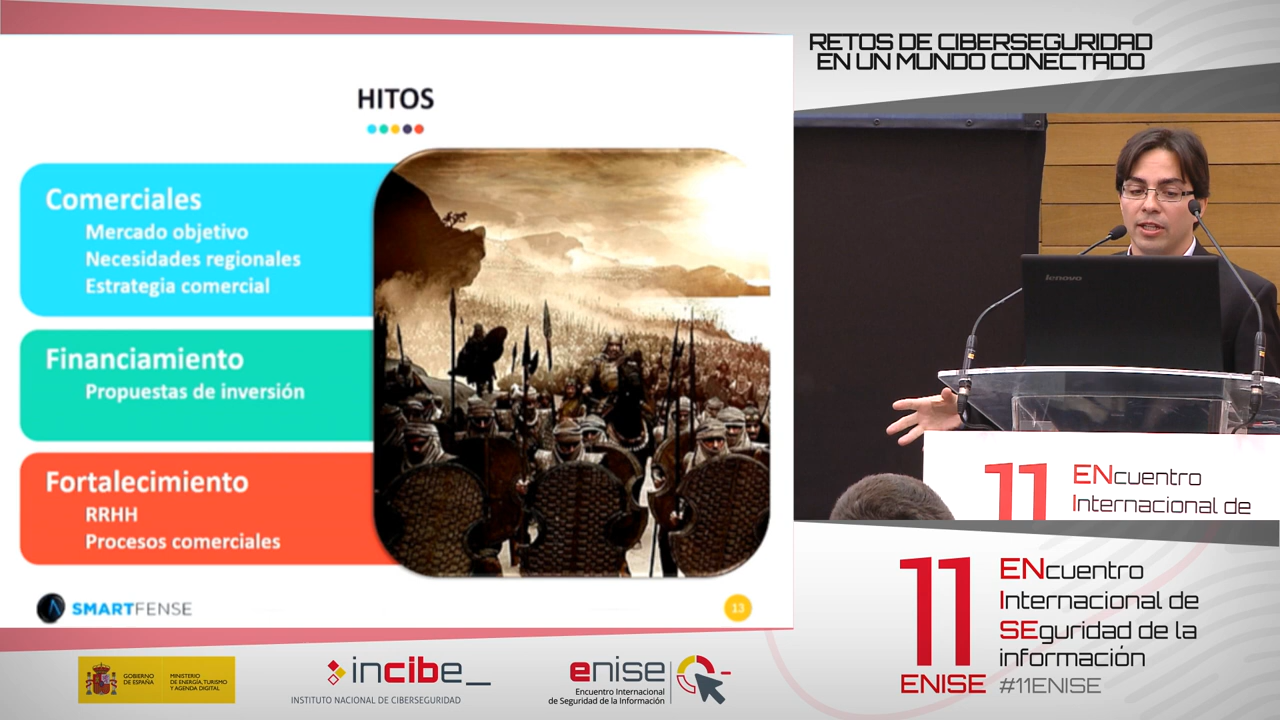 RETOS DE CIBERSEGURIDAD
EN UN MUNDO CONECTADO
HITOS
Comerciales
Mercado objetivo
Necesidades regionales
Estrategia comercial
Financiamiento
Propuestas de inversión
Fortalecimiento
RRHH
Procesos comerciales
SMARTFENSE
13
lenovo
11
ENcuentro
Internacional de
11
ENISE
ENcuentro
Internacional de
SEguridad de la
información
#11ENISE
GOBIERNO
DE ESPAÑA
MINISTERIO
DE ENERGÍA, TURISMO
Y AGENDA DIGITAL
incibe_
INSTITUTO NACIONAL DE CIBERSEGURIDAD
enise
Encuentro Internacional
de Seguridad de la Información